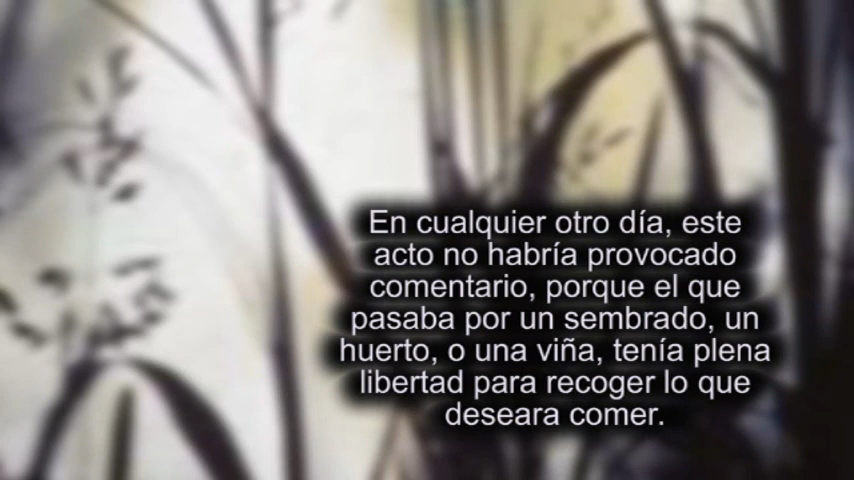 En cualquier otro día, este
acto no habría provocado
comentario, porque el que
pasaba por un sembrado, un
huerto, o una viña, tenía plena
libertad para recoger lo que
deseara comer.